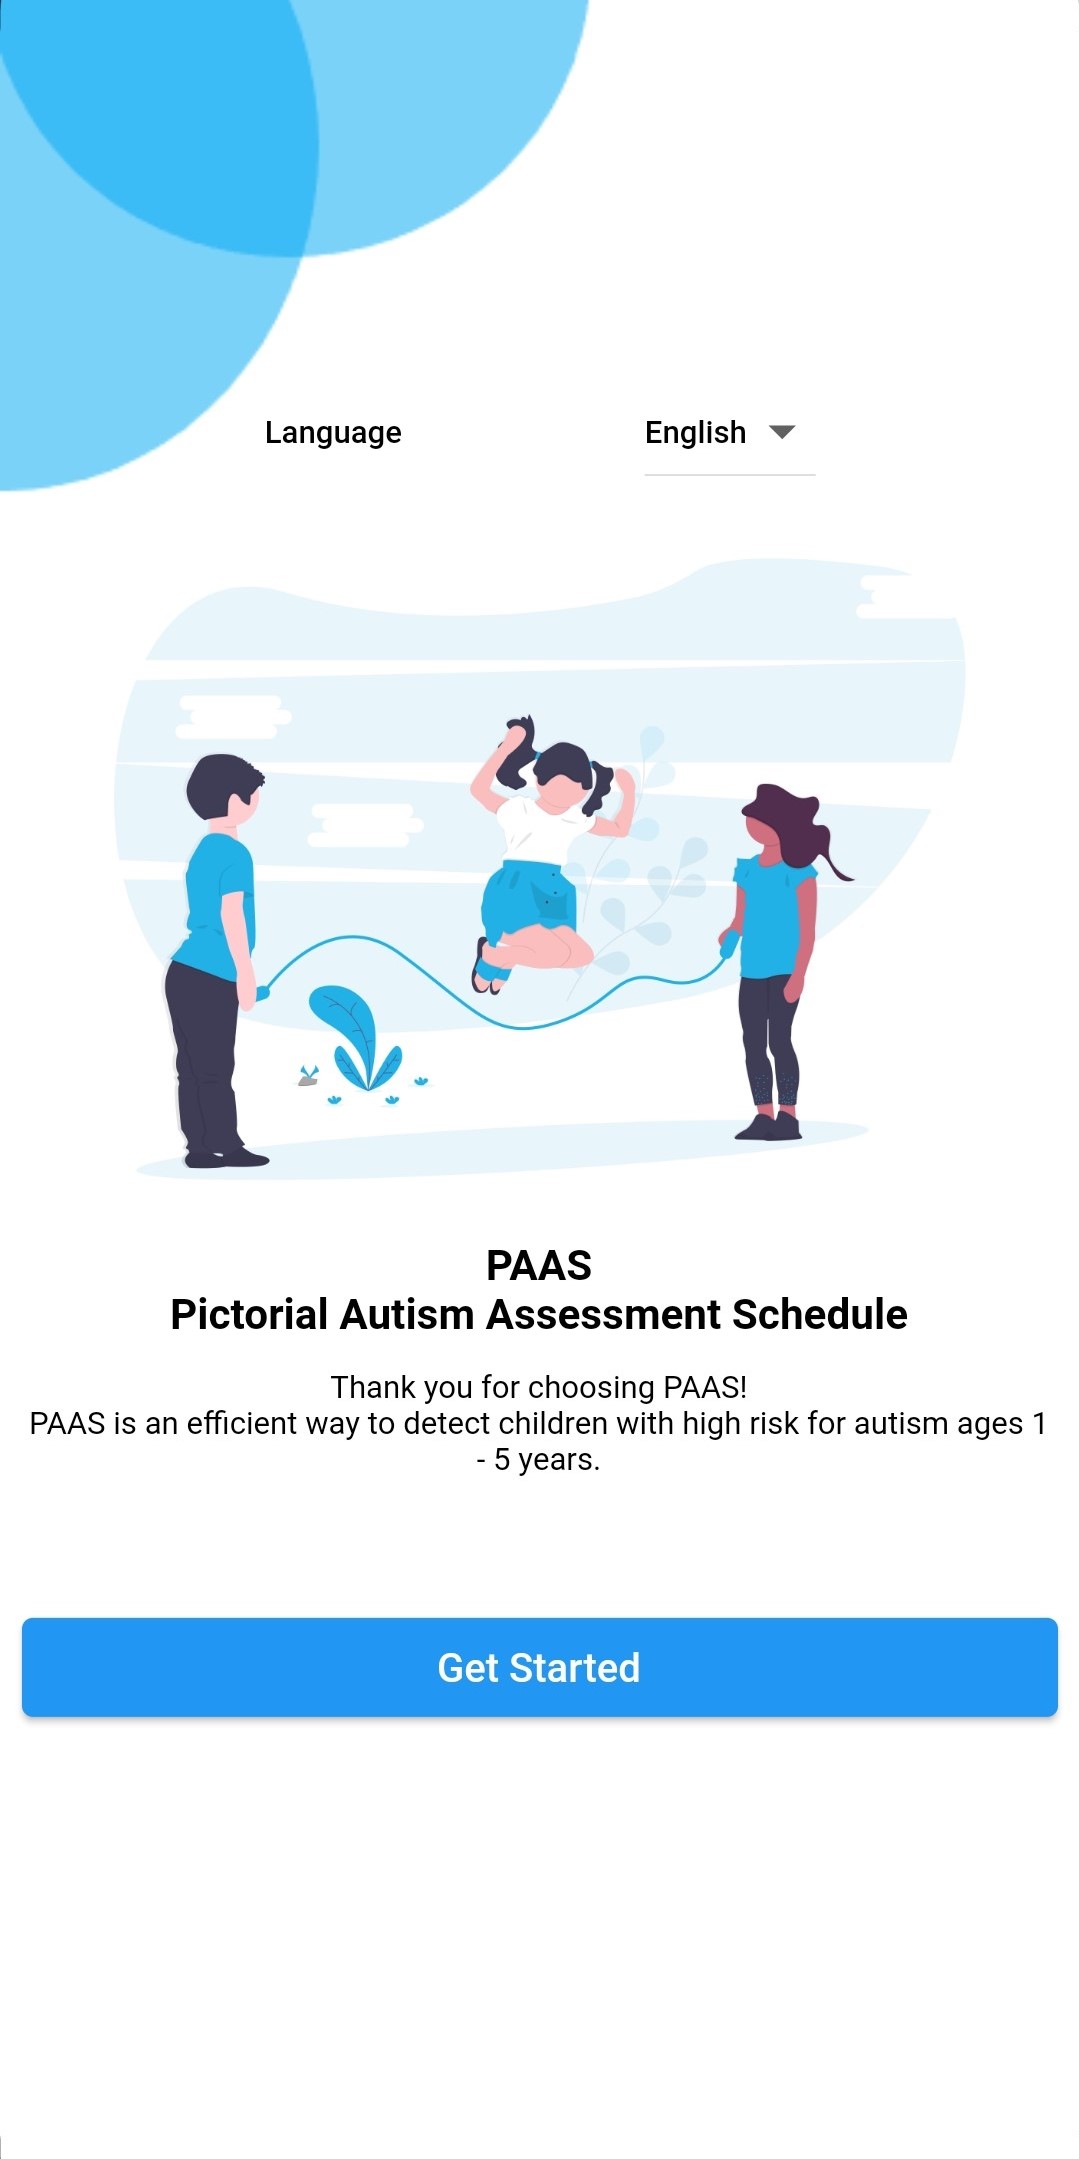 Language English
PAAS
Pictorial Autism Assessment Schedule
Thank you for choosing PAAS!
PAAS is an efficient way to detect children with high risk for autism ages 1
- 5 years.
Get Started